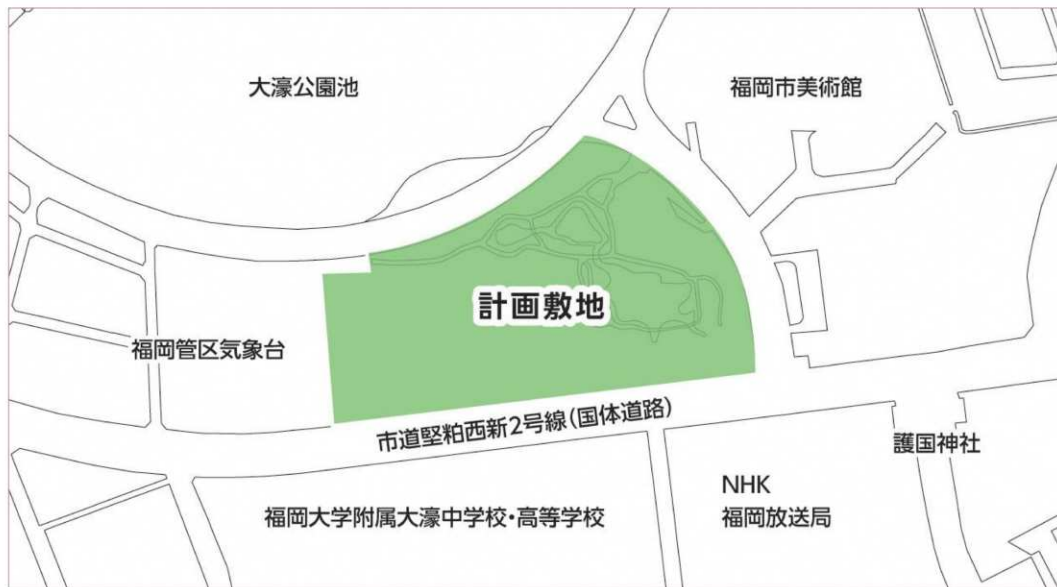 大濠公園池
福岡市美術館
計画敷地
福岡管区気象台
市道堅粕西新2号線(国体道路)
護国神社
NHK
福岡放送局
福岡大学附属大濠中学校・高等学校